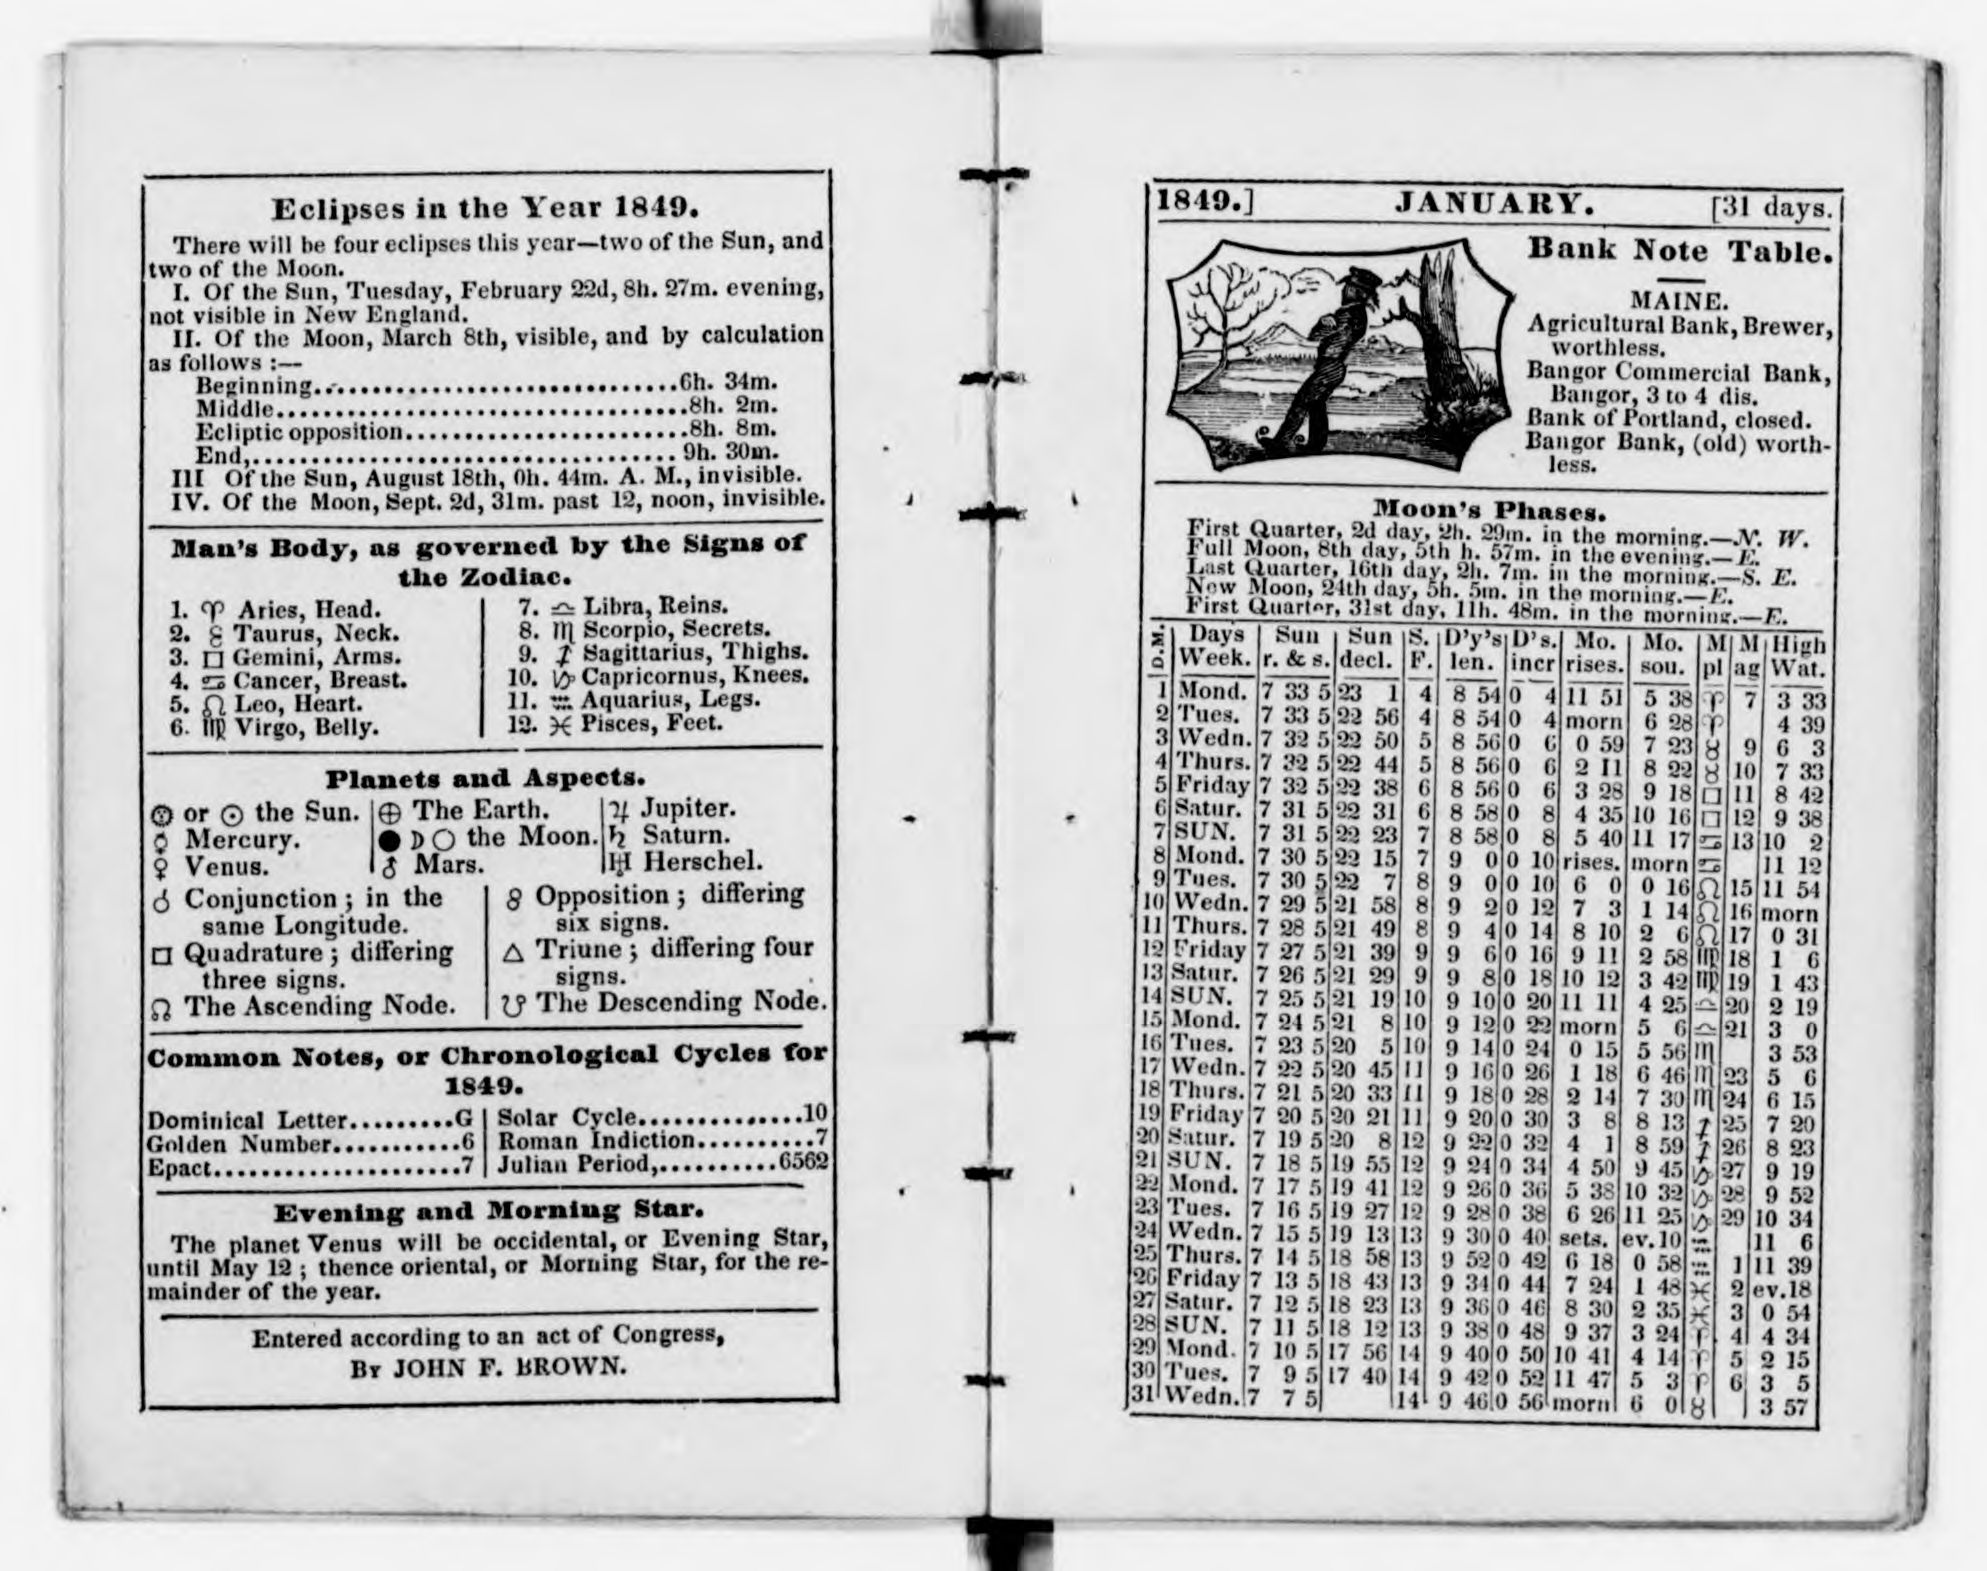 Eclipses in the Year 1849.
There will be four eclipses this year—two of the Sun, and
two of the Moon.
I. Of the Sun, Tuesday, February 22d, 8h. 27m. evening,
not visible in New England.
II. Of the Moon, March 8th, visible, and by calculation
as follows :—
Beginning..............................6h. 34m.
Middle...................................8h. 2m.
Ecliptic opposition........................8h. 8m.
End,.................................... 9h. 30m.
III Of the Sun, August 18th, 0h. 44m. A. M., invisible.
IV. Of the Moon, Sept. 2d, 31m. past 12, noon, invisible.
Man's Body, as governed by the Signs of
the Zodiac.
1. ♈ Aries, Head.
2. ♉ Taurus, Neck.
3. ♊ Gemini, Arms.
4. ♋ Cancer, Breast.
5. ♌ Leo, Heart.
6. ♍ Virgo, Belly.
7. ♎ Libra, Reins.
8. ♏ Scorpio, Secrets.
9. ♐ Sagittarius, Thighs.
10. ♑ Capricornus, Knees.
11. ♒ Aquarius, Legs.
12. ♓ Pisces, Feet.
Planets and Aspects.
☉ or ☉ the Sun. | ⊕ The Earth. | ♃ Jupiter.
☿ Mercury. | ● ☽ ○ the Moon. | ♄ Saturn.
♀ Venus. | ♂ Mars. | ♅ Herschel.
☌ Conjunction ; in the
same Longitude.
□ Quadrature ; differing
three signs.
☊ The Ascending Node.
☍ Opposition ; differing
six signs.
△ Triune ; differing four
signs.
☋ The Descending Node.
Common Notes, or Chronological Cycles for
1849.
Dominical Letter.........G | Solar Cycle...............10
Golden Number...........6 | Roman Indiction..........7
Epact.....................7 | Julian Period,..........6562
Evening and Morning Star.
The planet Venus will be occidental, or Evening Star,
until May 12 ; thence oriental, or Morning Star, for the re-
mainder of the year.
Entered according to an act of Congress,
By JOHN F. BROWN.
1849.] JANUARY. [31 days.
Bank Note Table.
MAINE.
Agricultural Bank, Brewer,
worthless.
Bangor Commercial Bank,
Bangor, 3 to 4 dis.
Bank of Portland, closed.
Bangor Bank, (old) worth-
less.
Moon's Phases.
First Quarter, 2d day, 2h. 29m. in the morning.—N. W.
Full Moon, 8th day, 5th h. 57m. in the evening.—E.
Last Quarter, 16th day, 2h. 7m. in the morning.—S. E.
New Moon, 24th day, 5h. 5m. in the morning.—E.
First Quarter, 31st day, 11h. 48m. in the morning.—E.
D.M. | Days | Sun | Sun | S. | D'y's | D's. | Mo. | Mo. | M | M | High
Week. | r. & s. | decl. | F. | len. | incr | rises. | sou. | pl | ag | Wat.
1 Mond. 7 33 5 23 1 4 8 54 0 4 11 51 5 38 ♈ 7 3 33
2 Tues. 7 33 5 22 56 4 8 54 0 4 morn 6 28 ♈ 4 39
3 Wedn. 7 32 5 22 50 5 8 56 0 6 0 59 7 23 ♉ 9 6 3
4 Thurs. 7 32 5 22 44 5 8 56 0 6 2 11 8 22 ♉ 10 7 33
5 Friday 7 32 5 22 38 6 8 56 0 6 3 28 9 18 ♊ 11 8 42
6 Satur. 7 31 5 22 31 6 8 58 0 8 4 35 10 16 ♊ 12 9 38
7 SUN. 7 31 5 22 23 7 8 58 0 8 5 40 11 17 ♋ 13 10 2
8 Mond. 7 30 5 22 15 7 9 0 0 10 rises. morn ♋ 11 12
9 Tues. 7 30 5 22 7 8 9 0 0 10 6 0 0 16 ♌ 15 11 54
10 Wedn. 7 29 5 21 58 8 9 2 0 12 7 3 1 14 ♌ 16 morn
11 Thurs. 7 28 5 21 49 8 9 4 0 14 8 10 2 6 ♌ 17 0 31
12 Friday 7 27 5 21 39 9 9 6 0 16 9 11 2 58 ♍ 18 1 6
13 Satur. 7 26 5 21 29 9 9 8 0 18 10 12 3 42 ♍ 19 1 43
14 SUN. 7 25 5 21 19 10 9 10 0 20 11 11 4 25 ♎ 20 2 19
15 Mond. 7 24 5 21 8 10 9 12 0 22 morn 5 6 ♎ 21 3 0
16 Tues. 7 23 5 20 5 10 9 14 0 24 0 15 5 56 ♏ 3 53
17 Wedn. 7 22 5 20 45 11 9 16 0 26 1 18 6 46 ♏ 23 5 6
18 Thurs. 7 21 5 20 33 11 9 18 0 28 2 14 7 30 ♏ 24 6 15
19 Friday 7 20 5 20 21 11 9 20 0 30 3 8 8 13 ♐ 25 7 20
20 Satur. 7 19 5 20 8 12 9 22 0 32 4 1 8 59 ♐ 26 8 23
21 SUN. 7 18 5 19 55 12 9 24 0 34 4 50 9 45 ♑ 27 9 19
22 Mond. 7 17 5 19 41 12 9 26 0 36 5 38 10 32 ♑ 28 9 52
23 Tues. 7 16 5 19 27 12 9 28 0 38 6 26 11 25 ♑ 29 10 34
24 Wedn. 7 15 5 19 13 13 9 30 0 40 sets. ev.10 ♒ 11 6
25 Thurs. 7 14 5 18 58 13 9 52 0 42 6 18 0 58 ♒ 1 11 39
26 Friday 7 13 5 18 43 13 9 34 0 44 7 24 1 48 ♓ 2 ev.18
27 Satur. 7 12 5 18 23 13 9 36 0 46 8 30 2 35 ♓ 3 0 54
28 SUN. 7 11 5 18 12 13 9 38 0 48 9 37 3 24 ♈ 4 4 34
29 Mond. 7 10 5 17 56 14 9 40 0 50 10 41 4 14 ♈ 5 2 15
30 Tues. 7 9 5 17 40 14 9 42 0 52 11 47 5 3 ♈ 6 3 5
31 Wedn. 7 7 5 14 9 46 0 56 morn 6 0 ♉ 3 57